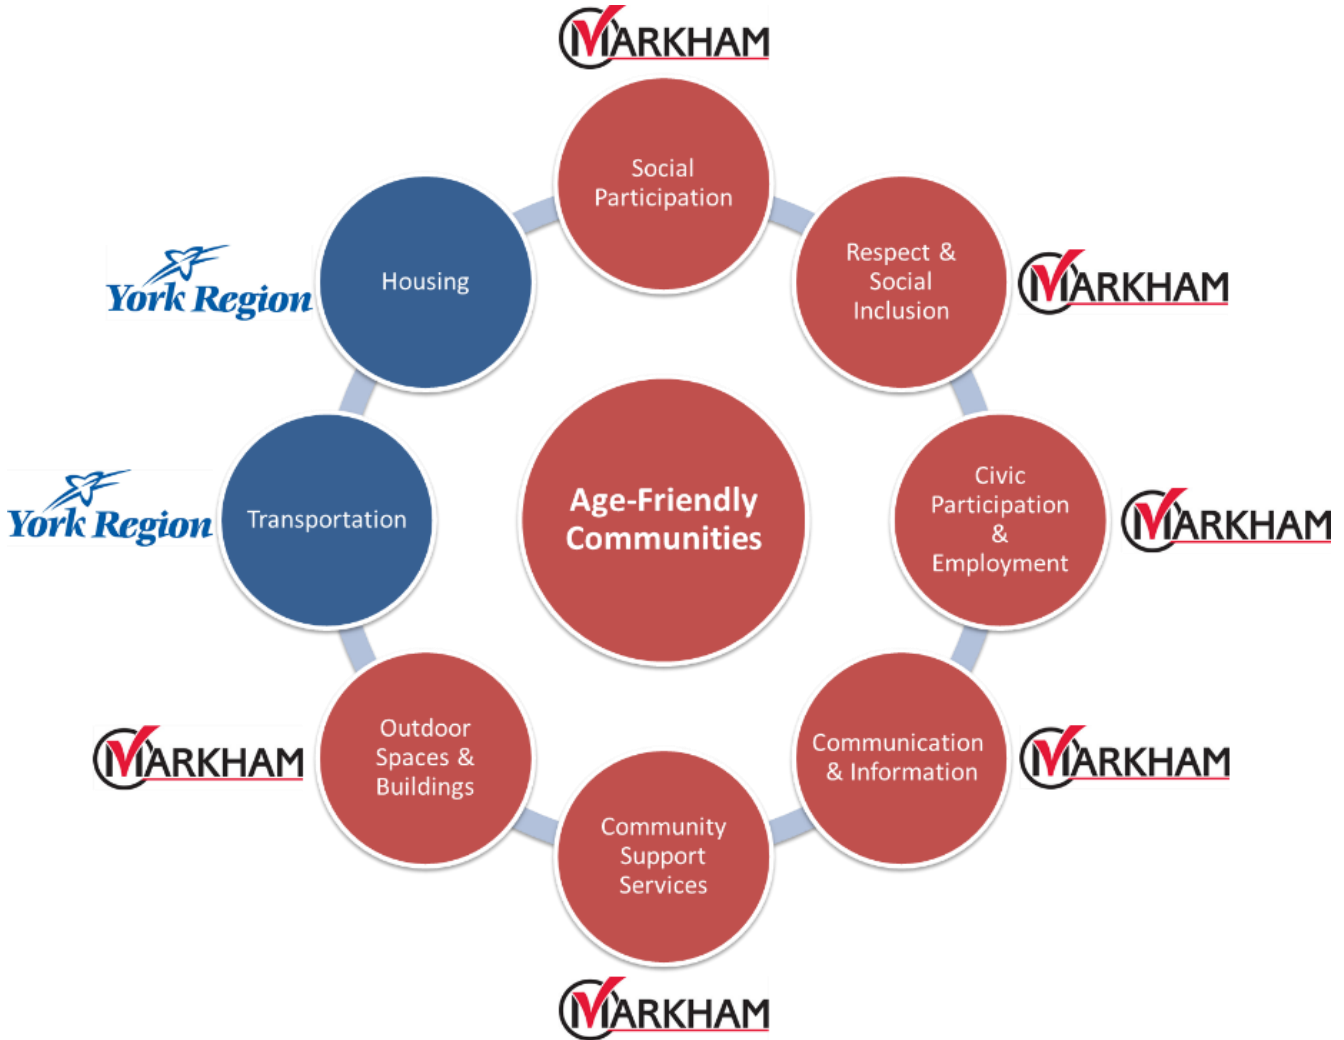 MARKHAM
Social
Participation
Respect &
Social
Inclusion
MARKHAM
Civic
Participation
&
Employment
MARKHAM
Communication
& Information
MARKHAM
Community
Support
Services
MARKHAM
Outdoor
Spaces &
Buildings
MARKHAM
Transportation
York Region
Housing
York Region
Age-Friendly
Communities